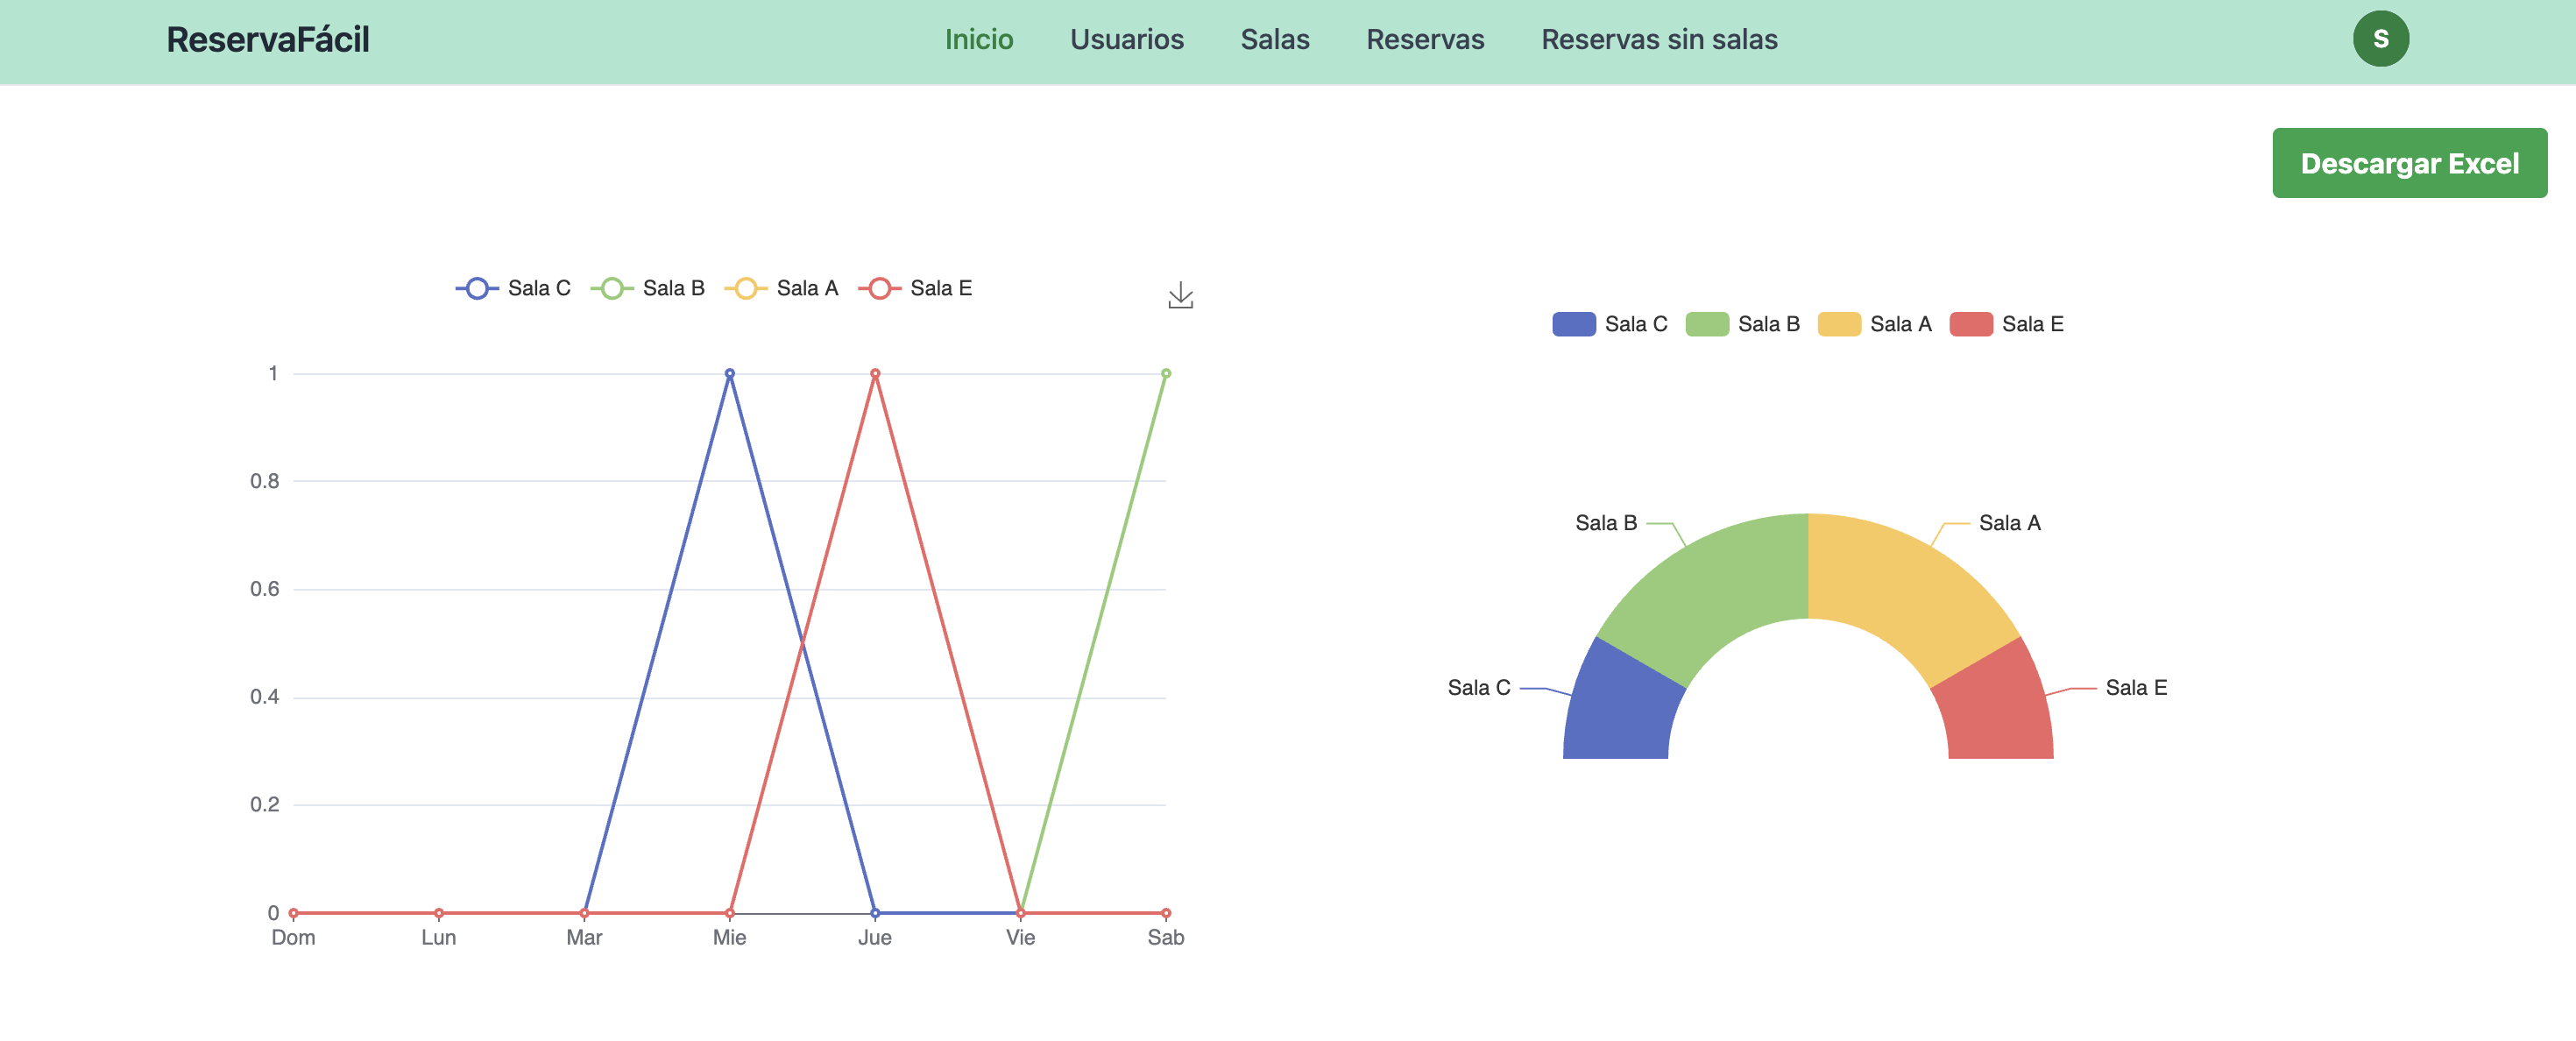 ReservaFácil Inicio Usuarios Salas Reservas Reservas sin salas S
Descargar Excel
Sala C Sala B Sala A Sala E
1
0.8
0.6
0.4
0.2
0
Dom Lun Mar Mie Jue Vie Sab
Sala C Sala B Sala A Sala E
Sala B Sala A
Sala C Sala E